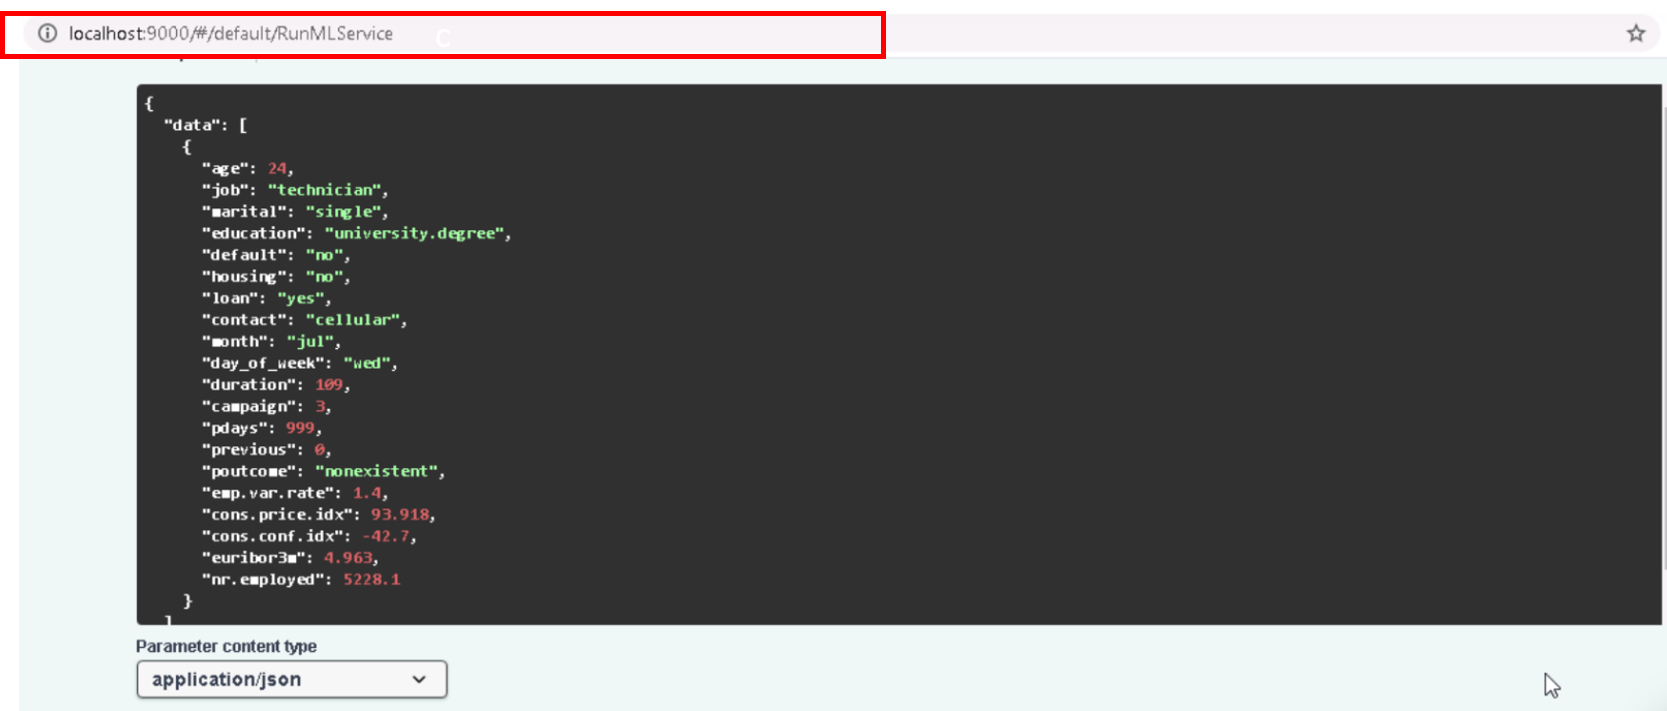 localhost:9000/#/default/RunMLService
{
"data": [
{
"age": 24,
"job": "technician",
"marital": "single",
"education": "university.degree",
"default": "no",
"housing": "no",
"loan": "yes",
"contact": "cellular",
"month": "jul",
"day_of_week": "wed",
"duration": 109,
"campaign": 3,
"pdays": 999,
"previous": 0,
"poutcome": "nonexistent",
"emp.var.rate": 1.4,
"cons.price.idx": 93.918,
"cons.conf.idx": -42.7,
"euribor3m": 4.963,
"nr.employed": 5228.1
}
]
Parameter content type
application/json